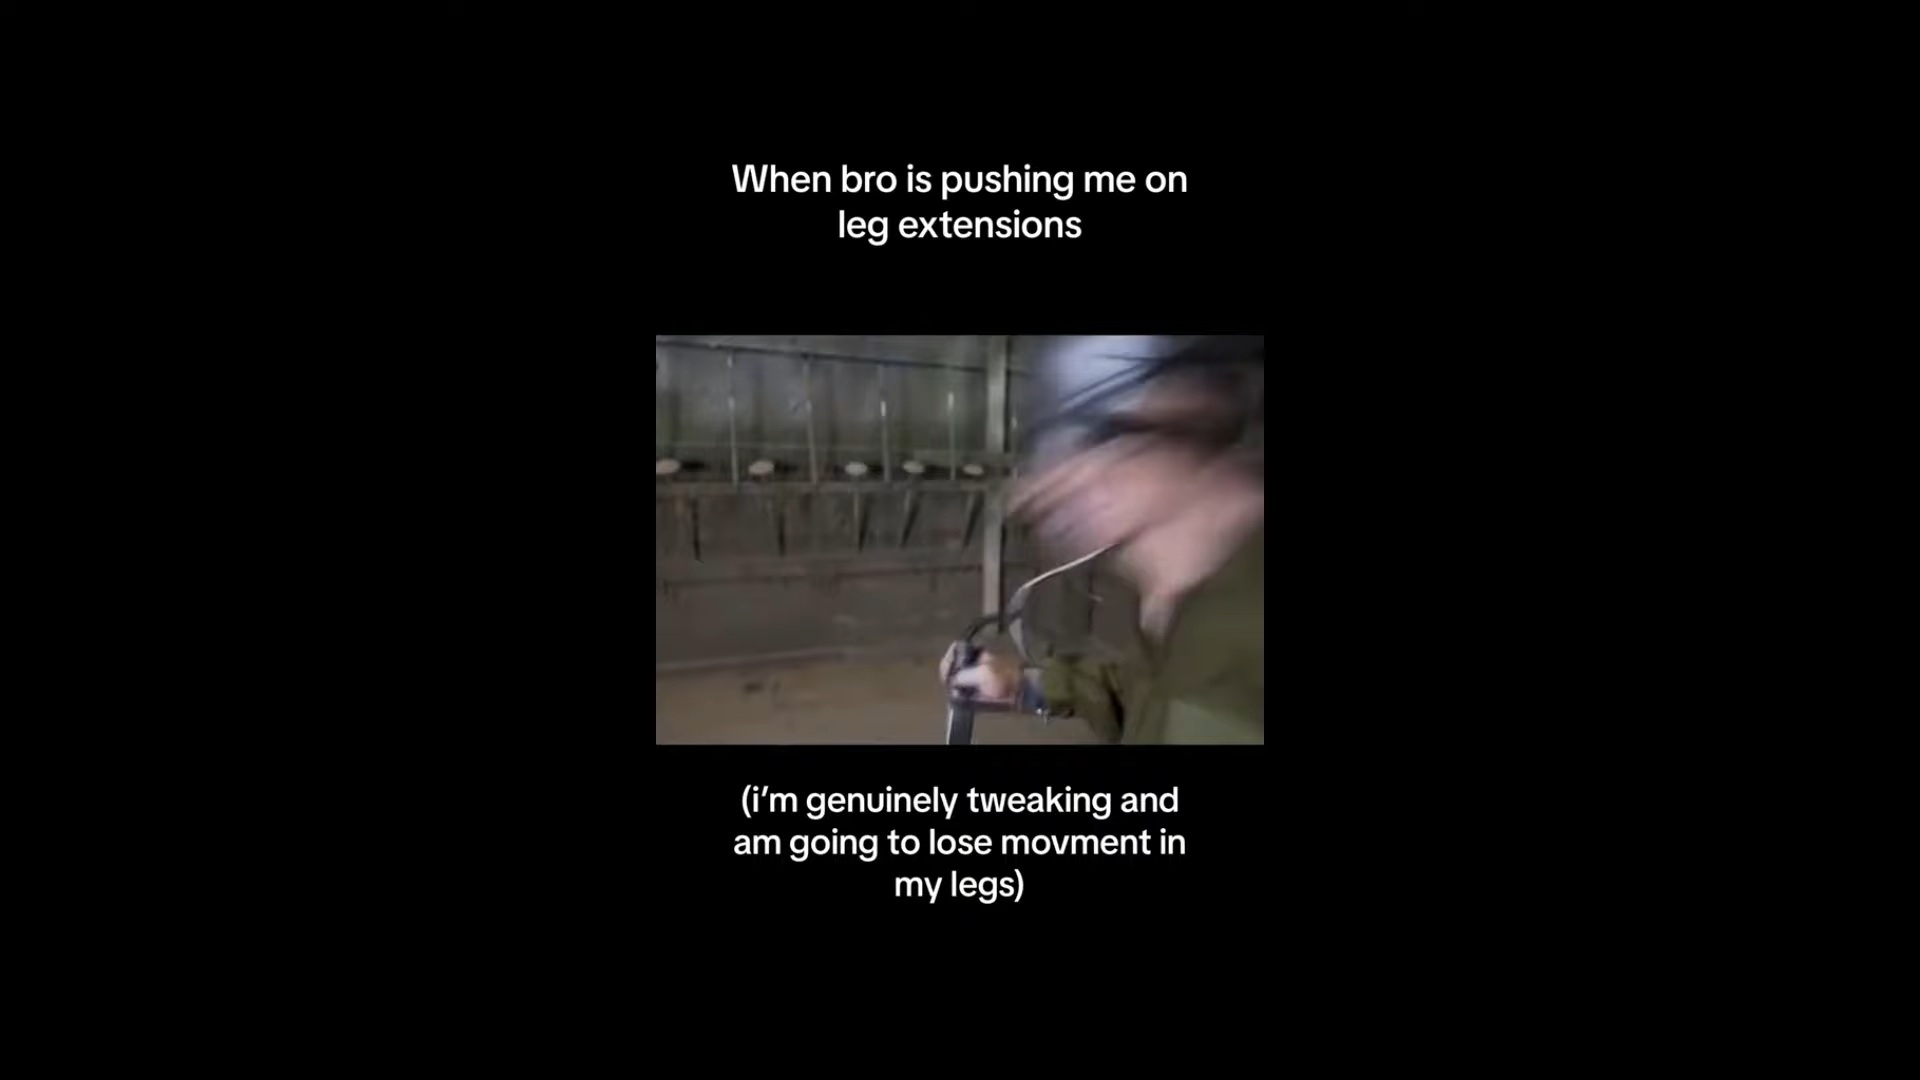 When bro is pushing me on
leg extensions
(i’m genuinely tweaking and
am going to lose movment in
my legs)